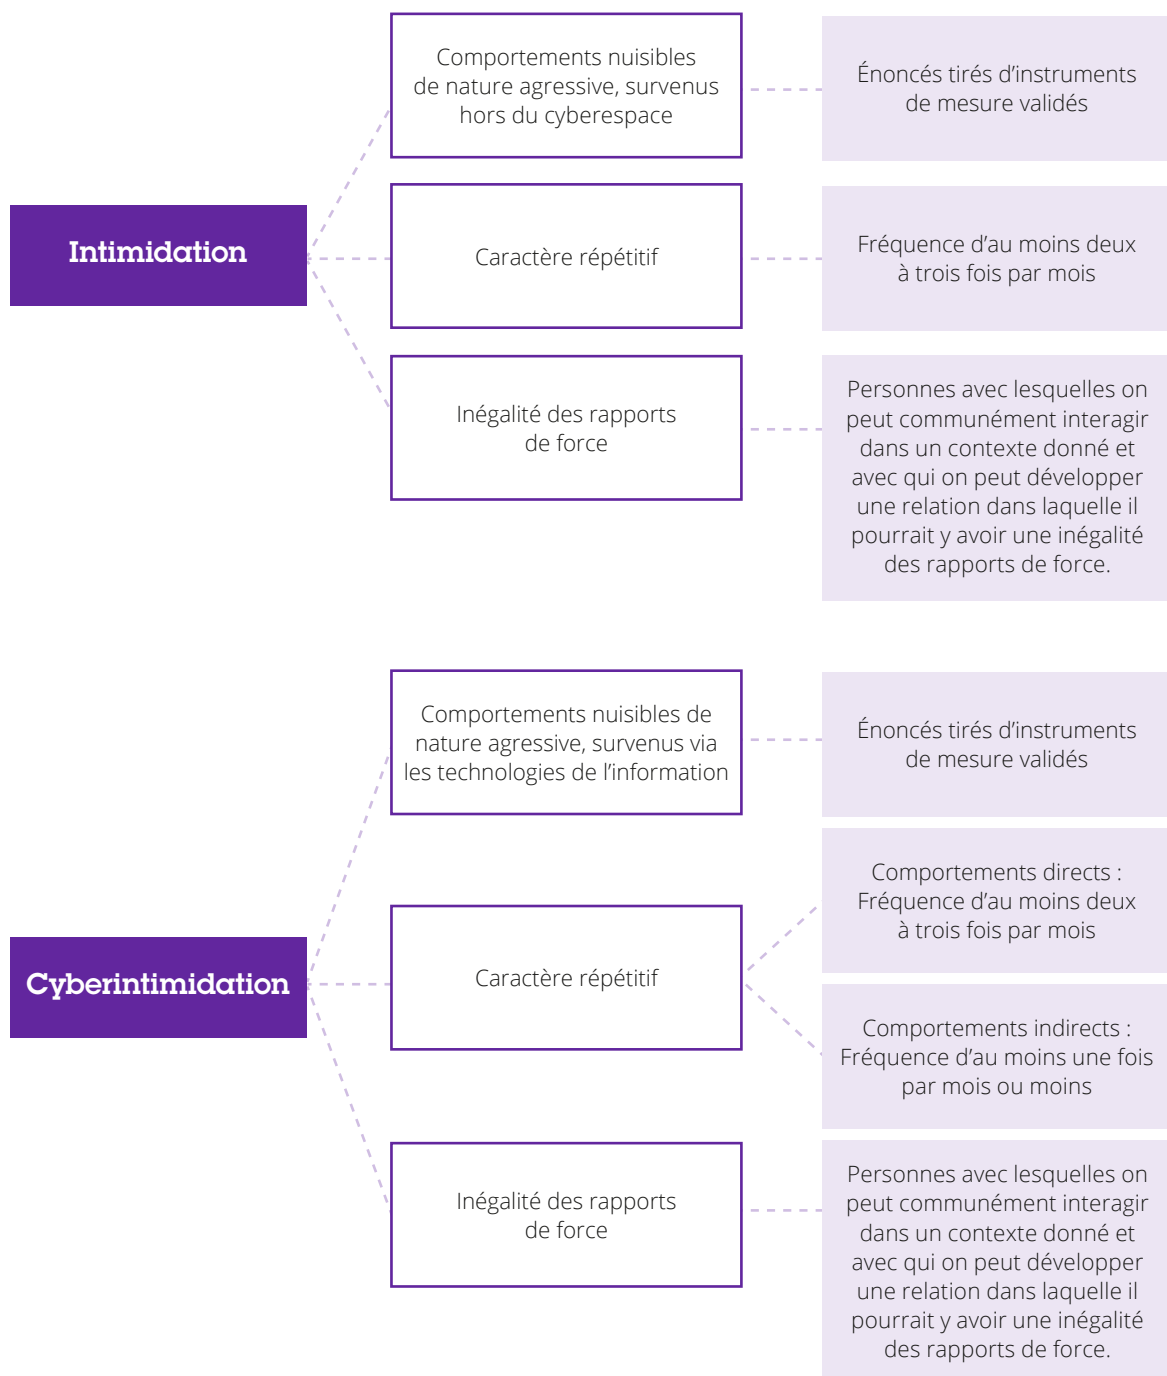 Comportements nuisibles
de nature agressive, survenus
hors du cyberespace
Énoncés tirés d’instruments
de mesure validés
Intimidation
Caractère répétitif
Fréquence d’au moins deux
à trois fois par mois
Inégalité des rapports
de force
Personnes avec lesquelles on
peut communément interagir
dans un contexte donné et
avec qui on peut développer
une relation dans laquelle il
pourrait y avoir une inégalité
des rapports de force.
Comportements nuisibles de
nature agressive, survenus via
les technologies de l’information
Énoncés tirés d’instruments
de mesure validés
Cyberintimidation
Caractère répétitif
Comportements directs :
Fréquence d’au moins deux
à trois fois par mois
Comportements indirects :
Fréquence d’au moins une fois
par mois ou moins
Inégalité des rapports
de force
Personnes avec lesquelles on
peut communément interagir
dans un contexte donné et
avec qui on peut développer
une relation dans laquelle il
pourrait y avoir une inégalité
des rapports de force.